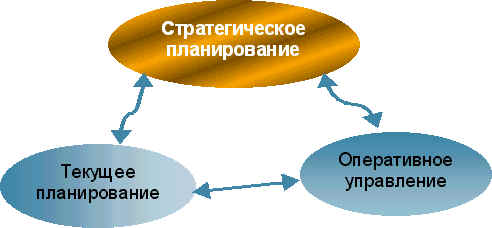 Стратегическое
планирование
Текущее
планирование
Оперативное
управление